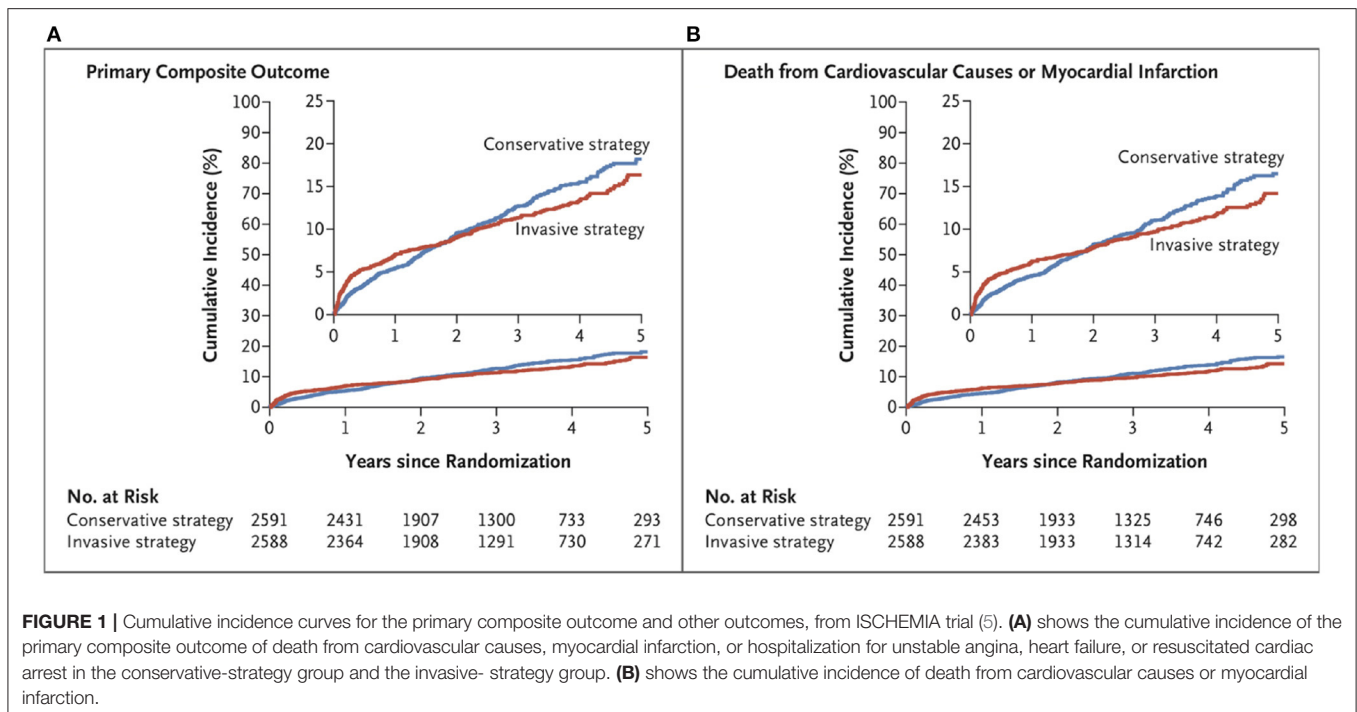 A
Primary Composite Outcome
Cumulative Incidence (%)
100
90
80
70
60
50
40
30
20
10
0
25
20
15
10
5
0
Conservative strategy
Invasive strategy
0 1 2 3 4 5
0 1 2 3 4 5
Years since Randomization
No. at Risk
Conservative strategy 2591 2431 1907 1300 733 293
Invasive strategy 2588 2364 1908 1291 730 271
B
Death from Cardiovascular Causes or Myocardial Infarction
Cumulative Incidence (%)
100
90
80
70
60
50
40
30
20
10
0
25
20
15
10
5
0
Conservative strategy
Invasive strategy
0 1 2 3 4 5
0 1 2 3 4 5
Years since Randomization
No. at Risk
Conservative strategy 2591 2453 1933 1325 746 298
Invasive strategy 2588 2383 1933 1314 742 282
FIGURE 1 | Cumulative incidence curves for the primary composite outcome and other outcomes, from ISCHEMIA trial (5). (A) shows the cumulative incidence of the
primary composite outcome of death from cardiovascular causes, myocardial infarction, or hospitalization for unstable angina, heart failure, or resuscitated cardiac
arrest in the conservative-strategy group and the invasive- strategy group. (B) shows the cumulative incidence of death from cardiovascular causes or myocardial
infarction.